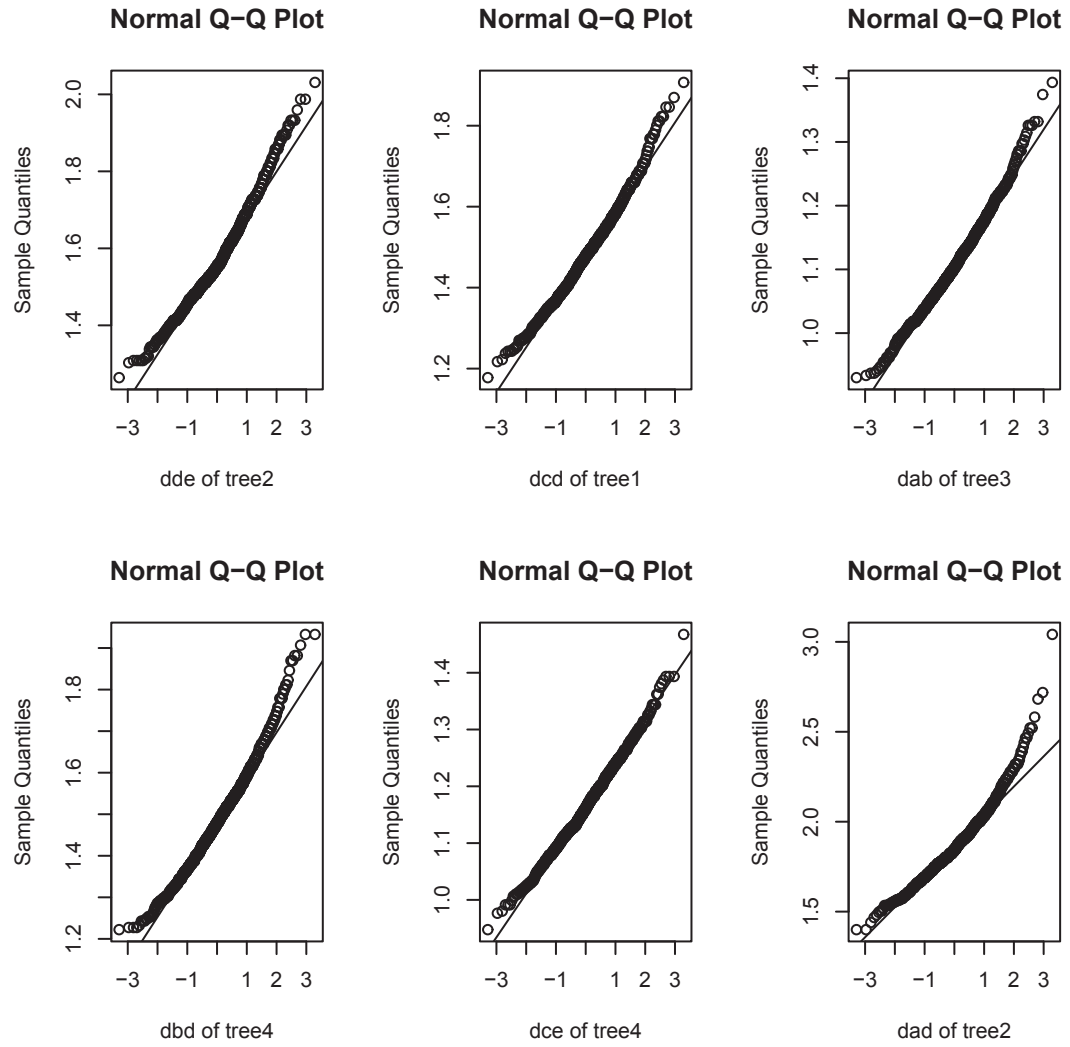 Normal Q−Q Plot
Sample Quantiles
2.0
1.8
1.6
1.4
−3 −1 1 2 3
dde of tree2
Normal Q−Q Plot
Sample Quantiles
1.8
1.6
1.4
1.2
−3 −1 1 2 3
dcd of tree1
Normal Q−Q Plot
Sample Quantiles
1.4
1.3
1.2
1.1
1.0
−3 −1 1 2 3
dab of tree3
Normal Q−Q Plot
Sample Quantiles
1.8
1.6
1.4
1.2
−3 −1 1 2 3
dbd of tree4
Normal Q−Q Plot
Sample Quantiles
1.4
1.3
1.2
1.1
1.0
−3 −1 1 2 3
dce of tree4
Normal Q−Q Plot
Sample Quantiles
3.0
2.5
2.0
1.5
−3 −1 1 2 3
dad of tree2